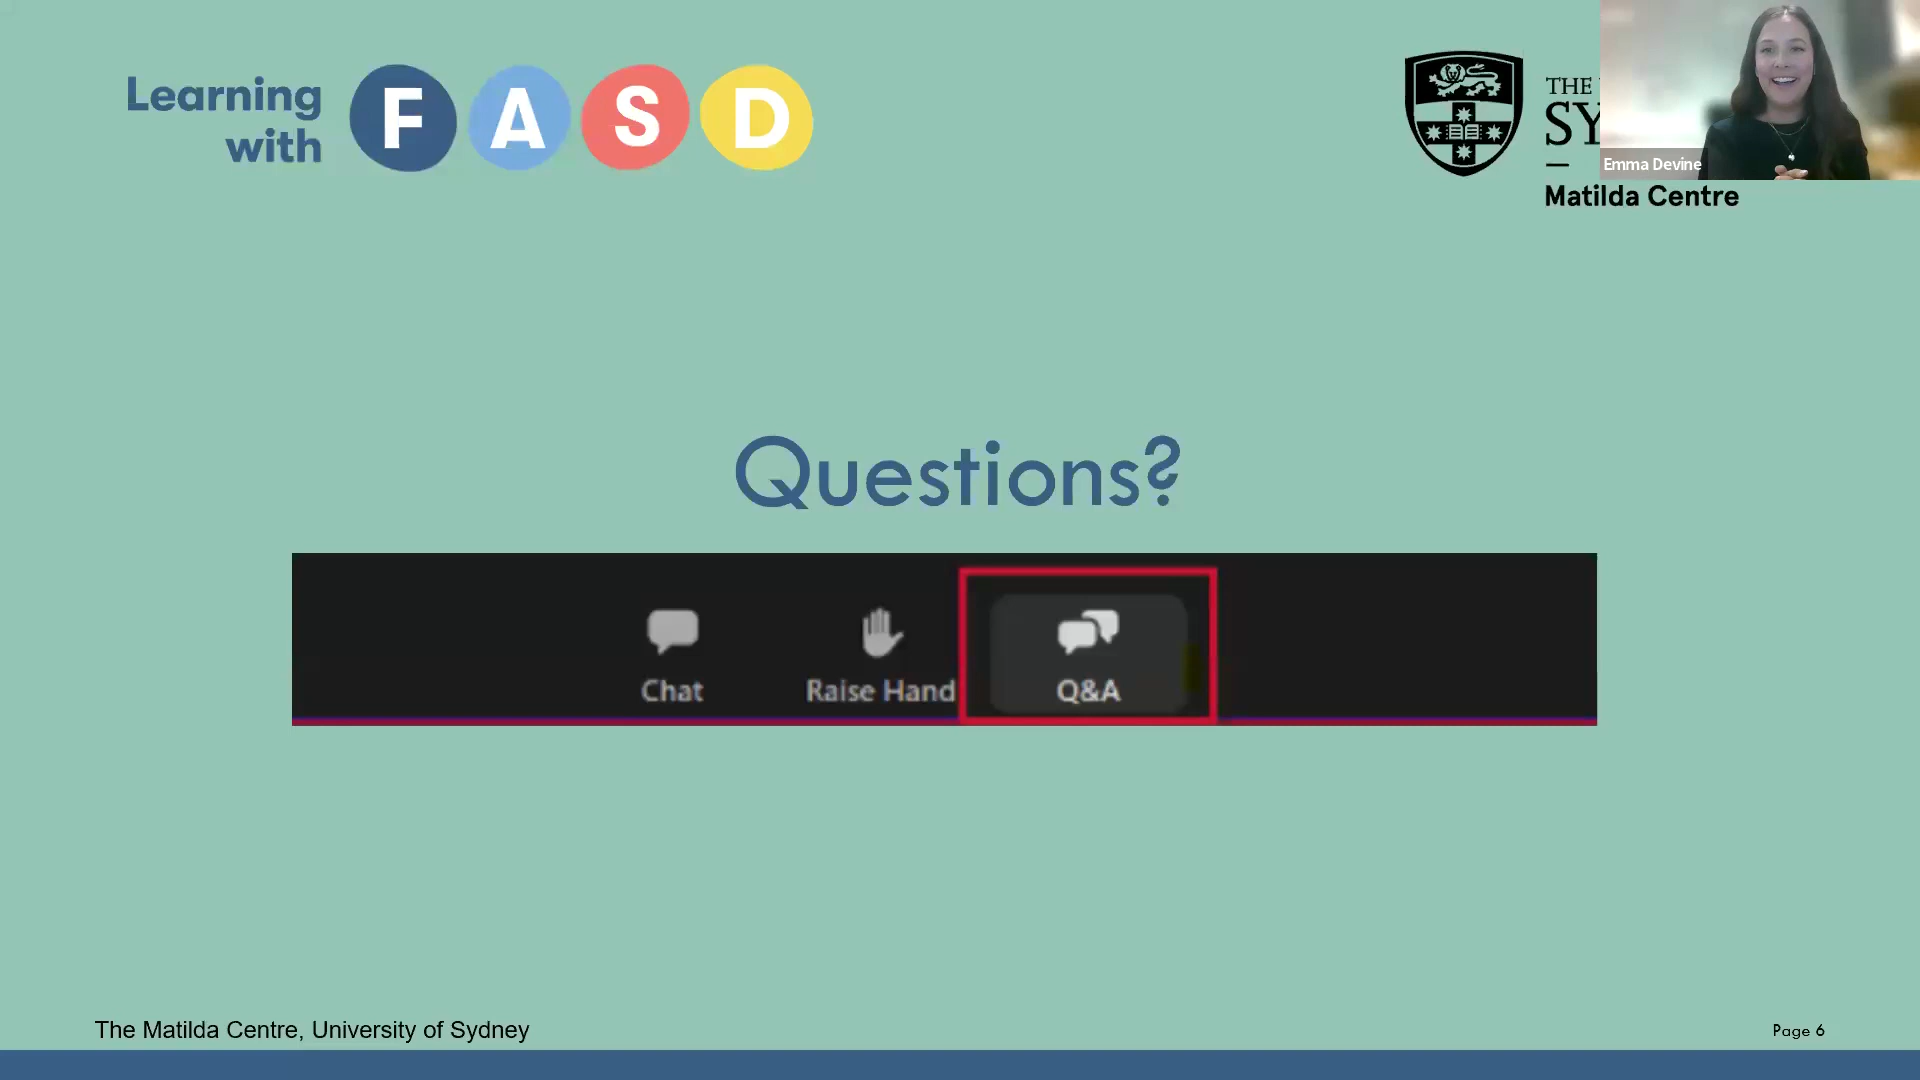 Learning
with
F A S D
THE
SY
Matilda Centre
Emma Devine
Questions?
Chat
Raise Hand
Q&A
The Matilda Centre, University of Sydney
Page 6